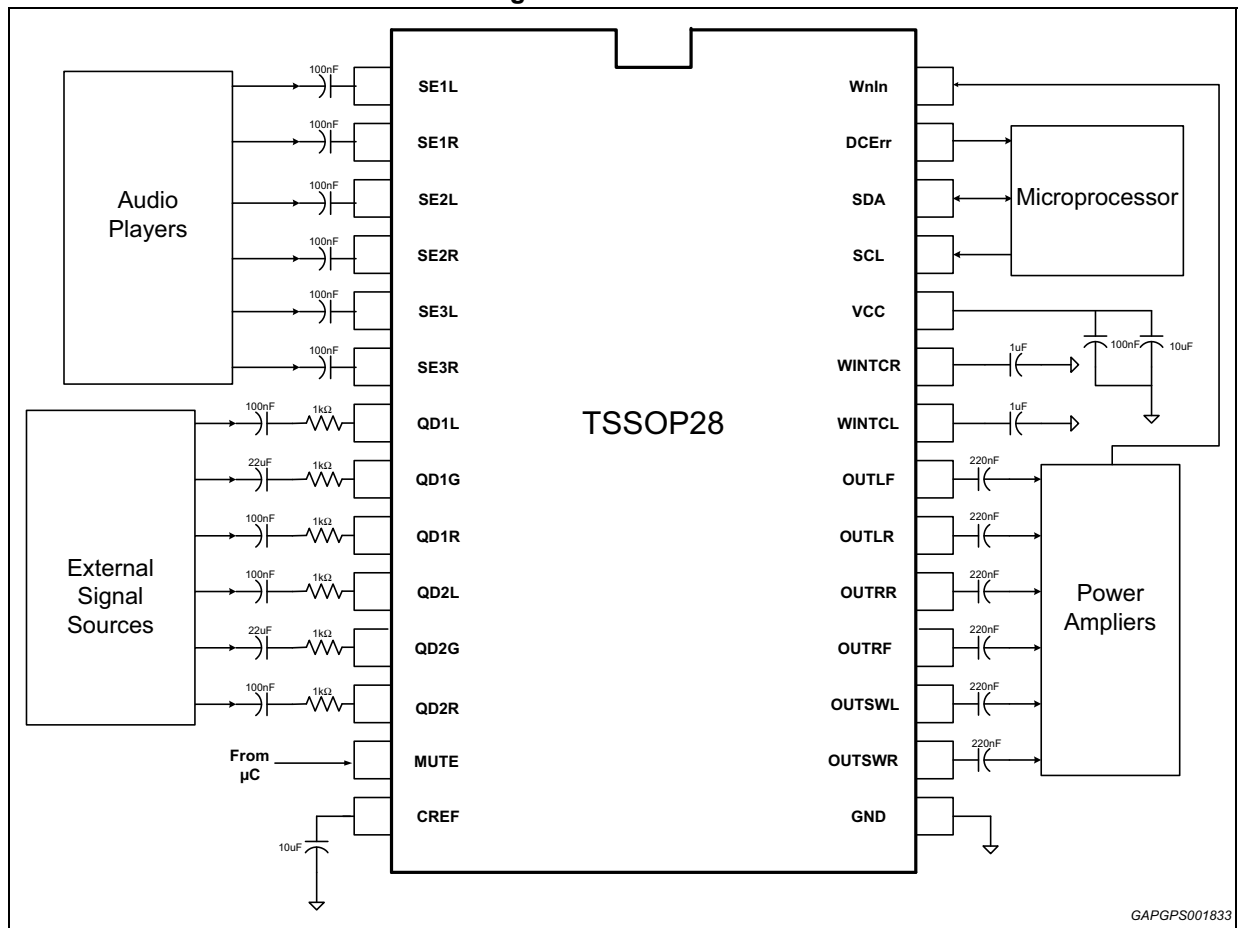 100nF
SE1L
100nF
SE1R
100nF
SE2L
100nF
SE2R
100nF
SE3L
100nF
SE3R
Audio
Players
100nF
1kΩ
QD1L
22uF
1kΩ
QD1G
100nF
1kΩ
QD1R
100nF
1kΩ
QD2L
22uF
1kΩ
QD2G
100nF
1kΩ
QD2R
External
Signal
Sources
From
µC
MUTE
CREF
10uF
TSSOP28
WnIn
DCErr
SDA
SCL
Microprocessor
VCC
100nF
10uF
WINTCR
1uF
WINTCL
1uF
OUTLF
220nF
OUTLR
220nF
OUTRR
220nF
OUTRF
220nF
OUTSWL
220nF
OUTSWR
220nF
Power
Ampliers
GND
GAPGPS001833